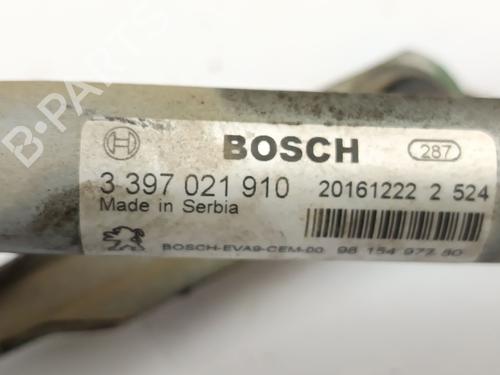 BOSCH 287
3 397 021 910 20161222 2 524
Made in Serbia
BOSCH-EVA9-CEM-00 98 154 977 80
B-PARTS